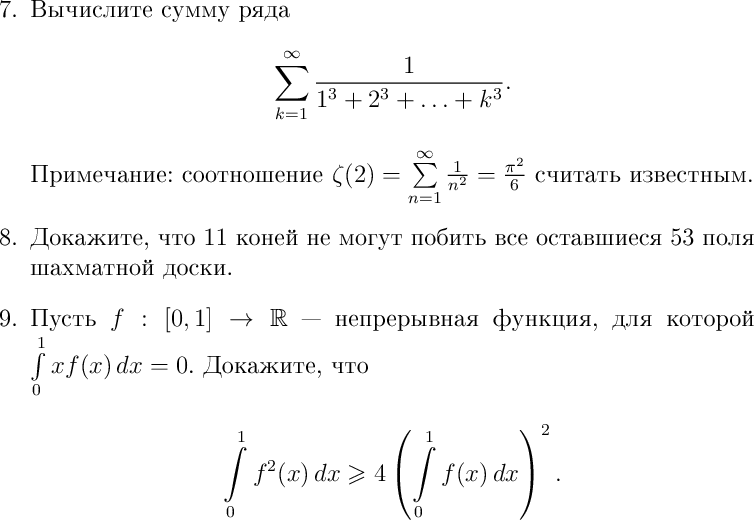 7. Вычислите сумму ряда
$$\sum_{k=1}^{\infty} \frac{1}{1^3 + 2^3 + \ldots + k^3}.$$
Примечание: соотношение $\zeta(2) = \sum\limits_{n=1}^{\infty} \frac{1}{n^2} = \frac{\pi^2}{6}$ считать известным.
8. Докажите, что 11 коней не могут побить все оставшиеся 53 поля
шахматной доски.
9. Пусть $f : [0, 1] \to \mathbb{R}$ — непрерывная функция, для которой
$\int\limits_0^1 x f(x)\, dx = 0$. Докажите, что
$$\int\limits_0^1 f^2(x)\, dx \geqslant 4 \left( \int\limits_0^1 f(x)\, dx \right)^2.$$